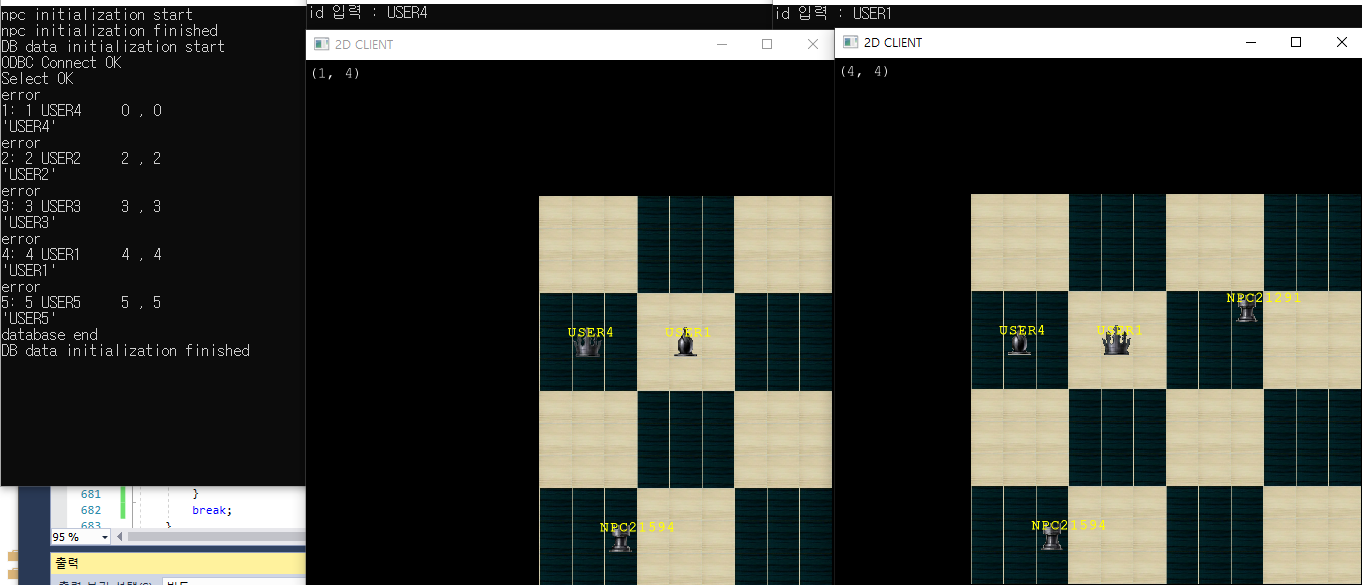 npc initialization start
npc initialization finished
DB data initialization start
ODBC Connect OK
Select OK
error
1: 1 USER4 0 , 0
'USER4'
error
2: 2 USER2 2 , 2
'USER2'
error
3: 3 USER3 3 , 3
'USER3'
error
4: 4 USER1 4 , 4
'USER1'
error
5: 5 USER5 5 , 5
'USER5'
database end
DB data initialization finished
681 }
682 break;
683 }
95 %
출력
id 입력 : USER4
2D CLIENT
(1, 4)
USER4
USER1
NPC21594
id 입력 : USER1
2D CLIENT
(4, 4)
NPC21291
USER4
USER1
NPC21594